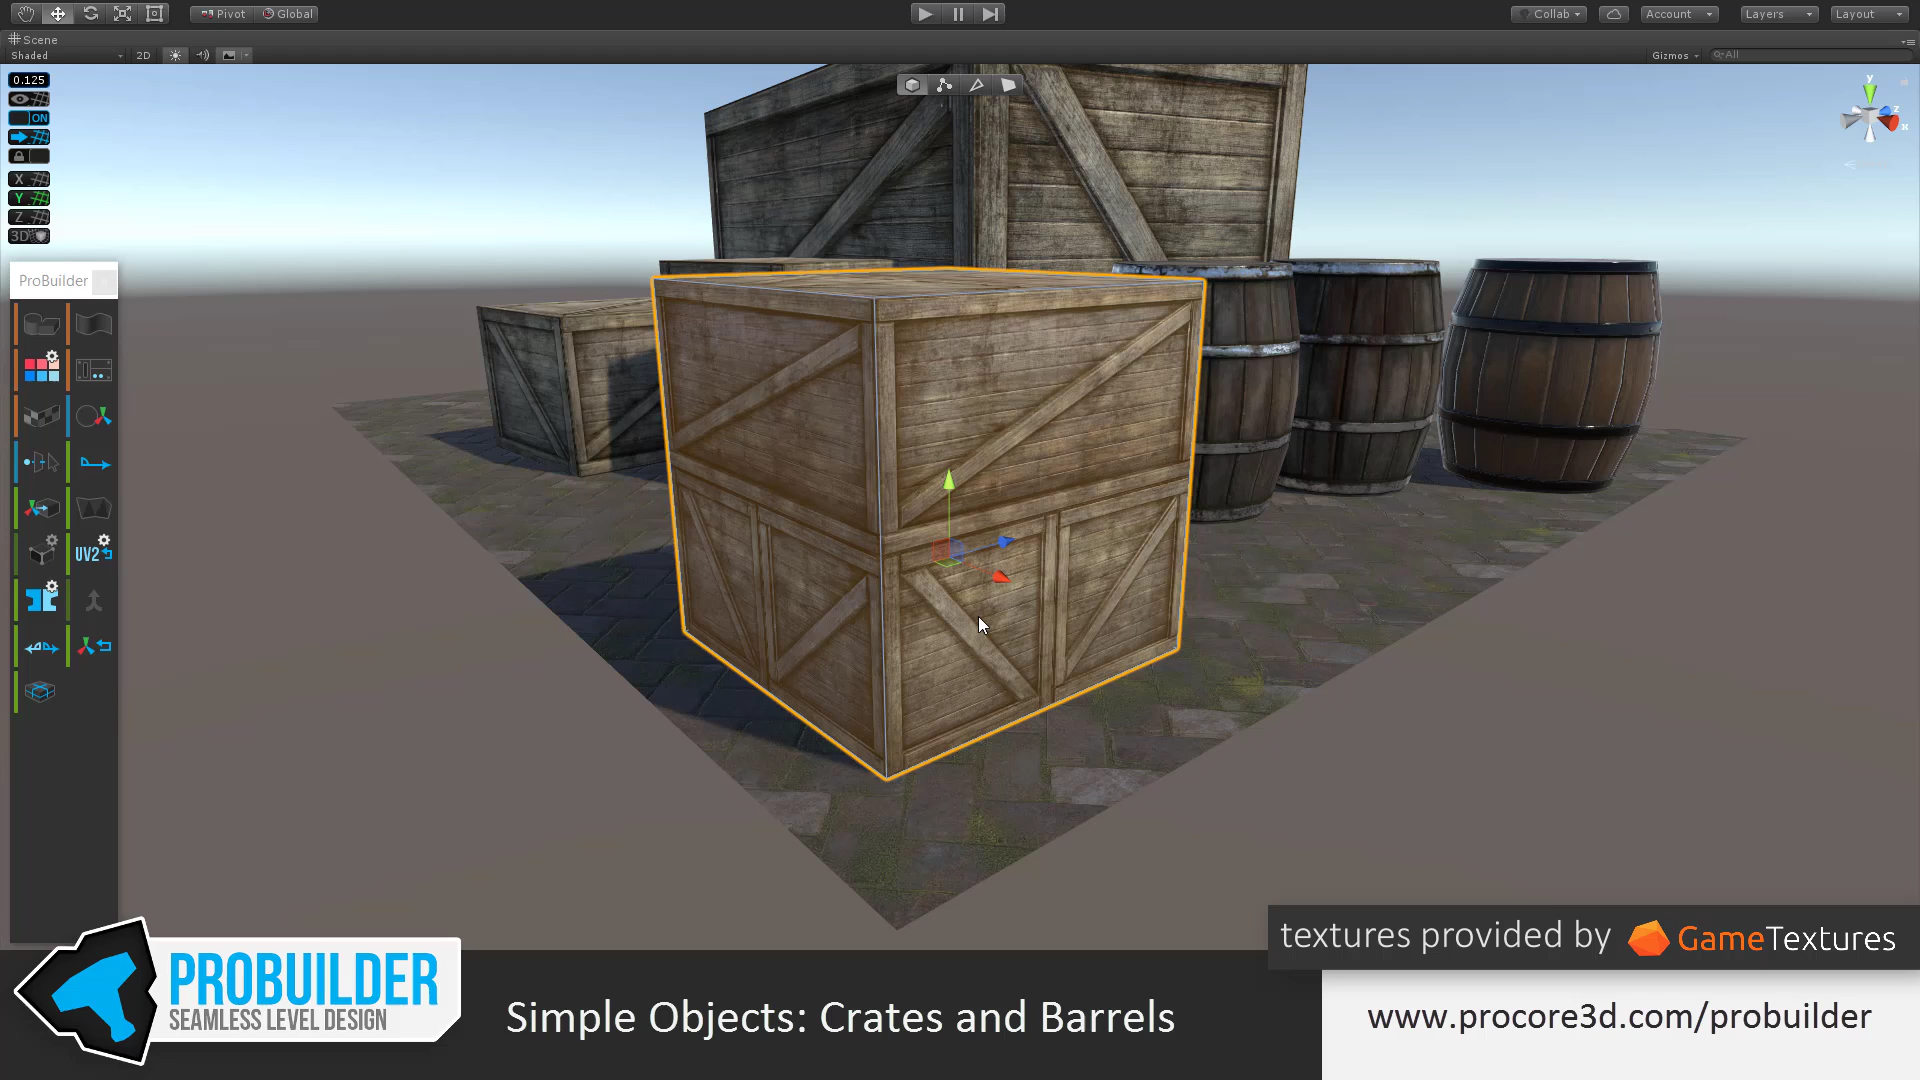 Pivot Global Collab Account Layers Layout
Scene
Shaded 2D Gizmos All
0.125
ON
X
Y
Z
3D
y
z
x
ProBuilder
UV2
textures provided by GameTextures
PROBUILDER
SEAMLESS LEVEL DESIGN
Simple Objects: Crates and Barrels
www.procore3d.com/probuilder